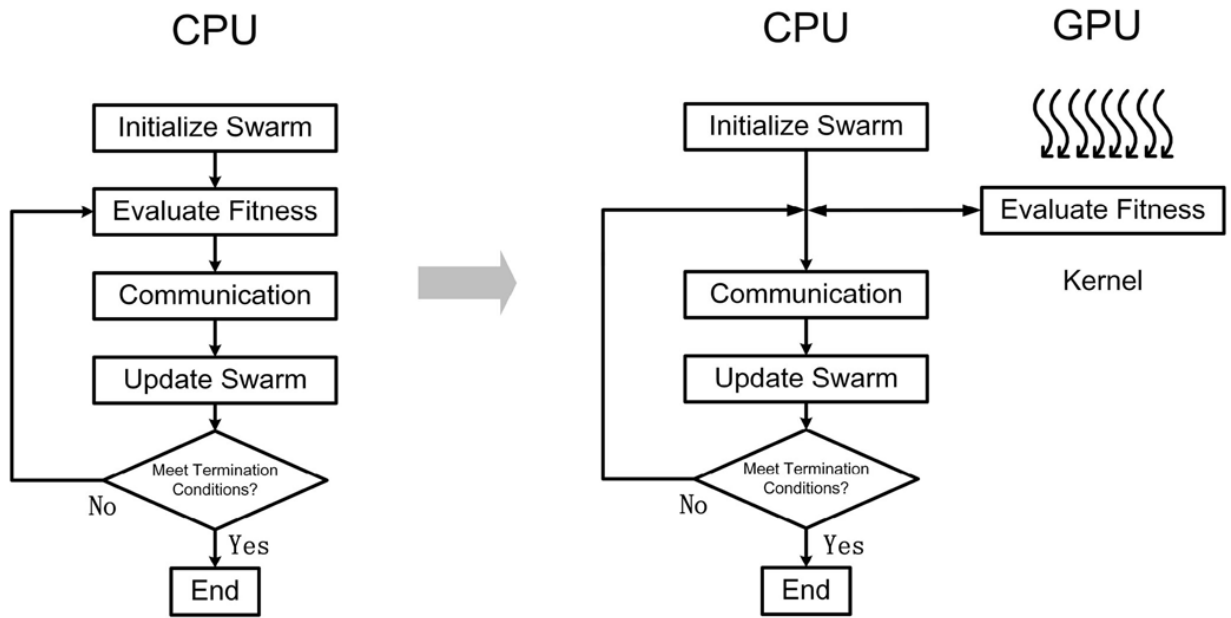 CPU
Initialize Swarm
Evaluate Fitness
Communication
Update Swarm
Meet Termination
Conditions?
No
Yes
End
CPU
GPU
Initialize Swarm
Evaluate Fitness
Kernel
Communication
Update Swarm
Meet Termination
Conditions?
No
Yes
End